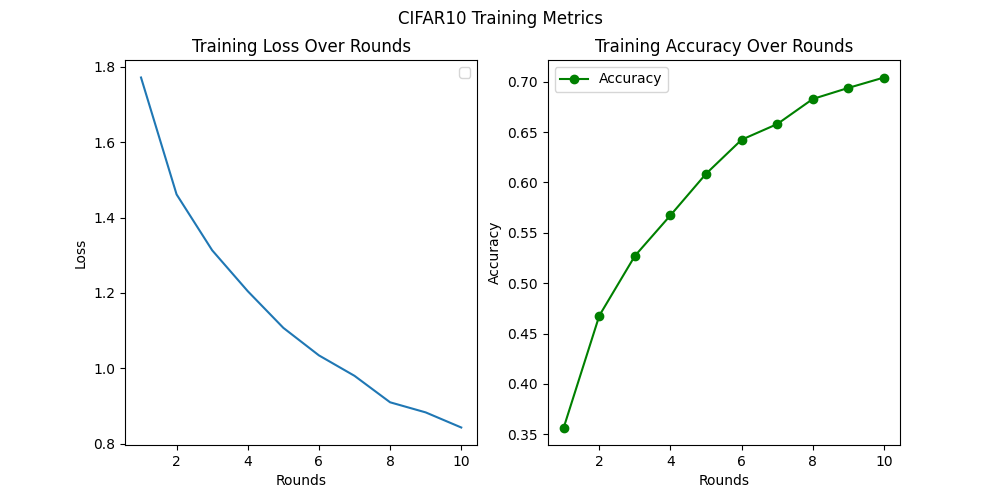 CIFAR10 Training Metrics
Training Loss Over Rounds
1.8
1.6
1.4
1.2
1.0
0.8
Loss
2 4 6 8 10
Rounds
Training Accuracy Over Rounds
Accuracy
0.70
0.65
0.60
0.55
0.50
0.45
0.40
0.35
Accuracy
2 4 6 8 10
Rounds